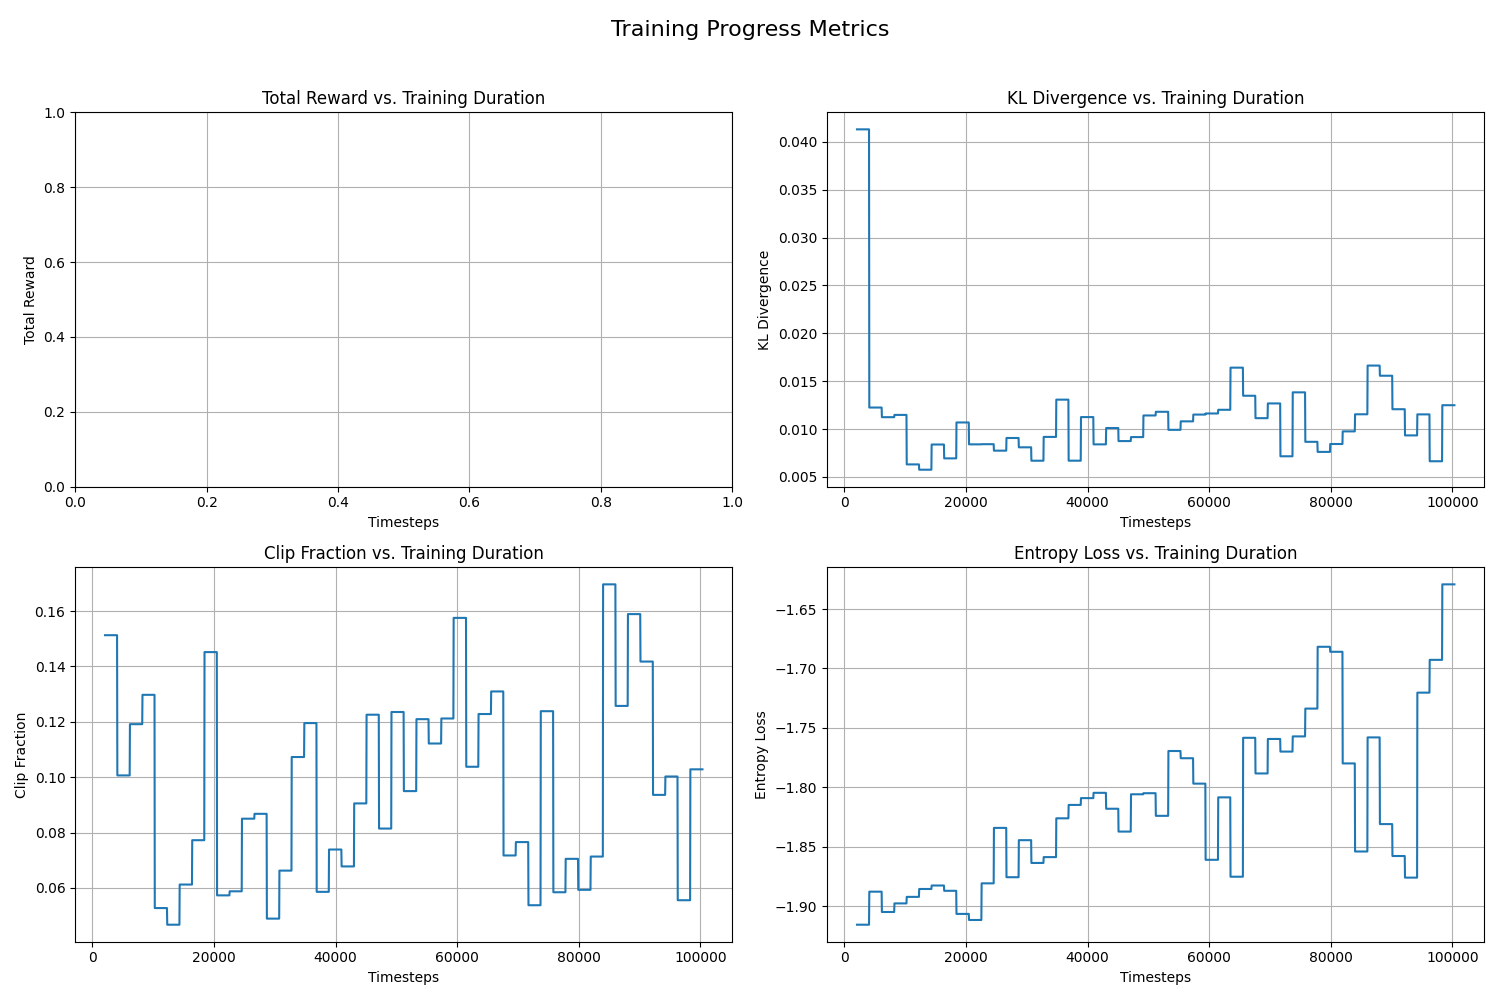 Training Progress Metrics
Total Reward vs. Training Duration
1.0
0.8
0.6
0.4
0.2
0.0
Total Reward
0.0 0.2 0.4 0.6 0.8 1.0
Timesteps
KL Divergence vs. Training Duration
0.040
0.035
0.030
0.025
0.020
0.015
0.010
0.005
KL Divergence
0 20000 40000 60000 80000 100000
Timesteps
Clip Fraction vs. Training Duration
0.16
0.14
0.12
0.10
0.08
0.06
Clip Fraction
0 20000 40000 60000 80000 100000
Timesteps
Entropy Loss vs. Training Duration
−1.65
−1.70
−1.75
−1.80
−1.85
−1.90
Entropy Loss
0 20000 40000 60000 80000 100000
Timesteps